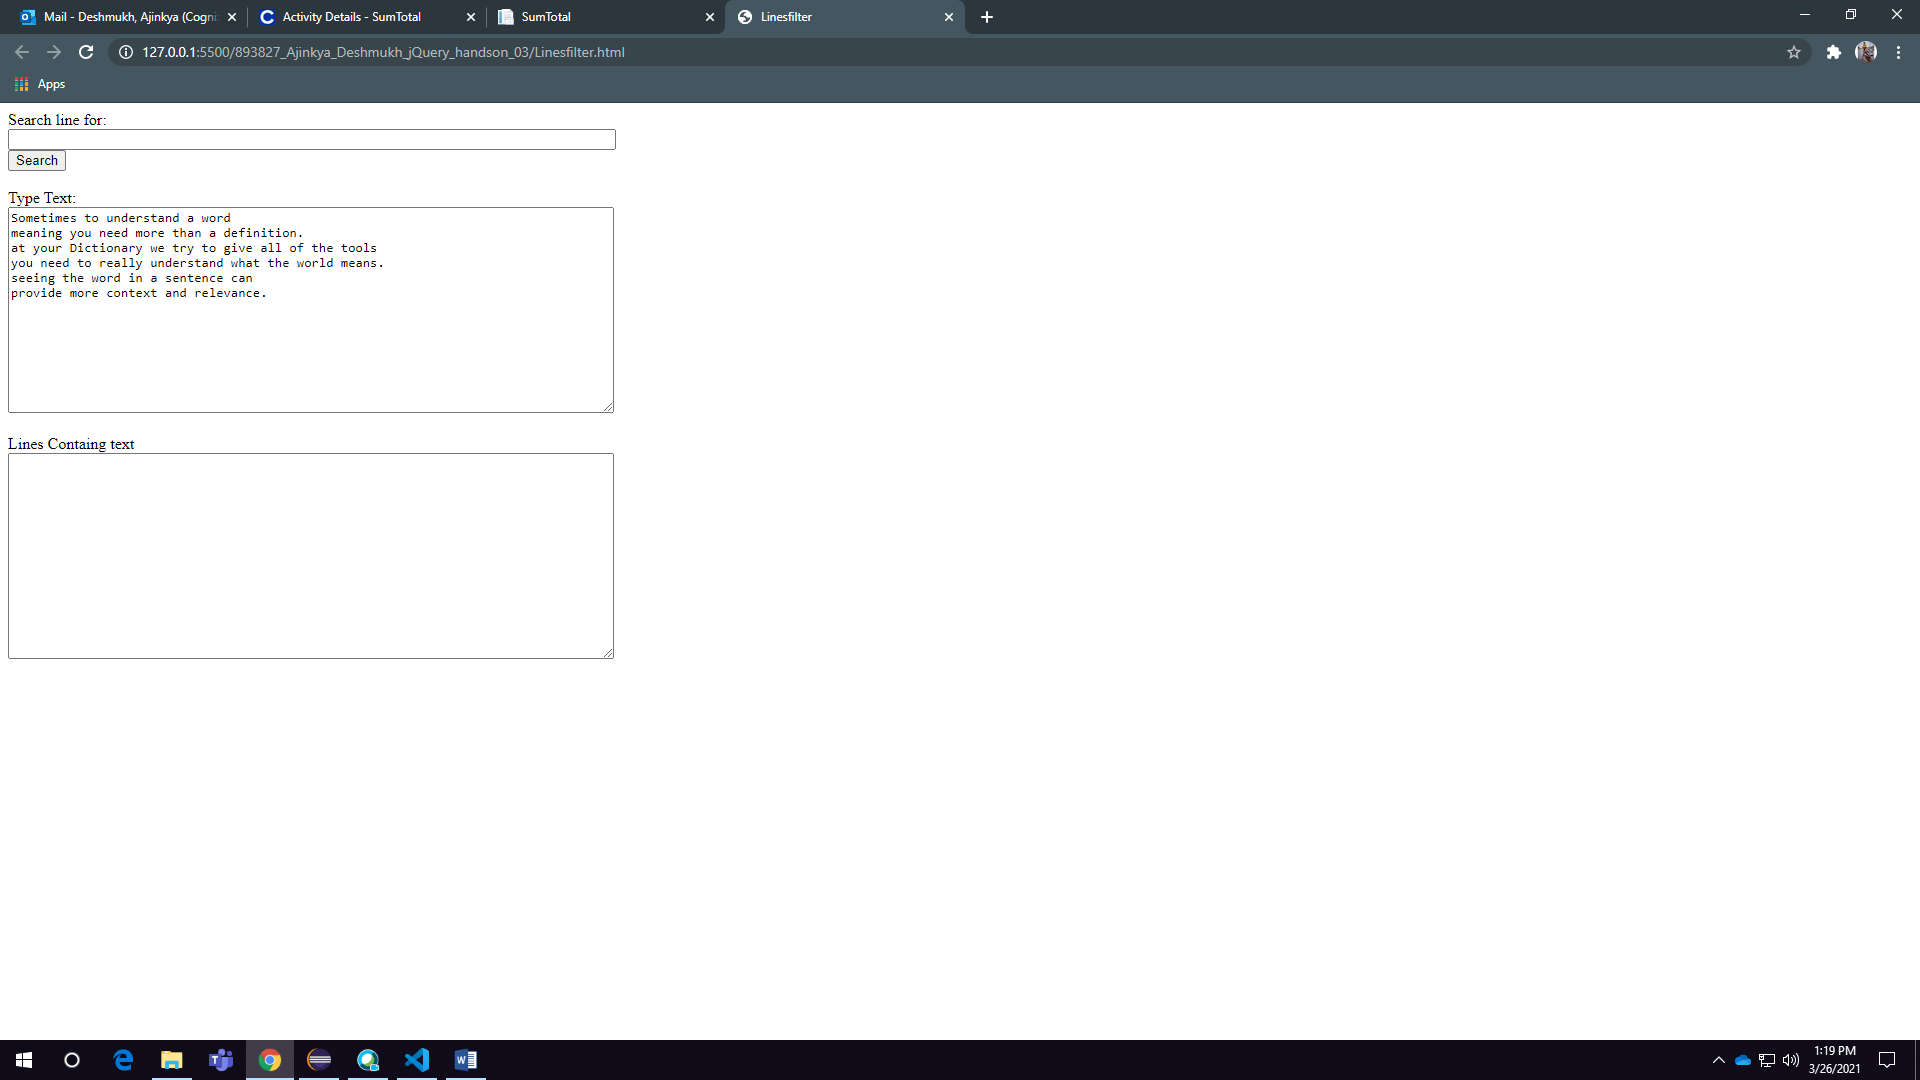 Mail - Deshmukh, Ajinkya (Cogni
Activity Details - SumTotal
SumTotal
Linesfilter
127.0.0.1:5500/893827_Ajinkya_Deshmukh_jQuery_handson_03/Linesfilter.html
Apps
Search line for:
Search
Type Text:
Sometimes to understand a word
meaning you need more than a definition.
at your Dictionary we try to give all of the tools
you need to really understand what the world means.
seeing the word in a sentence can
provide more context and relevance.
Lines Containg text
1:19 PM
3/26/2021